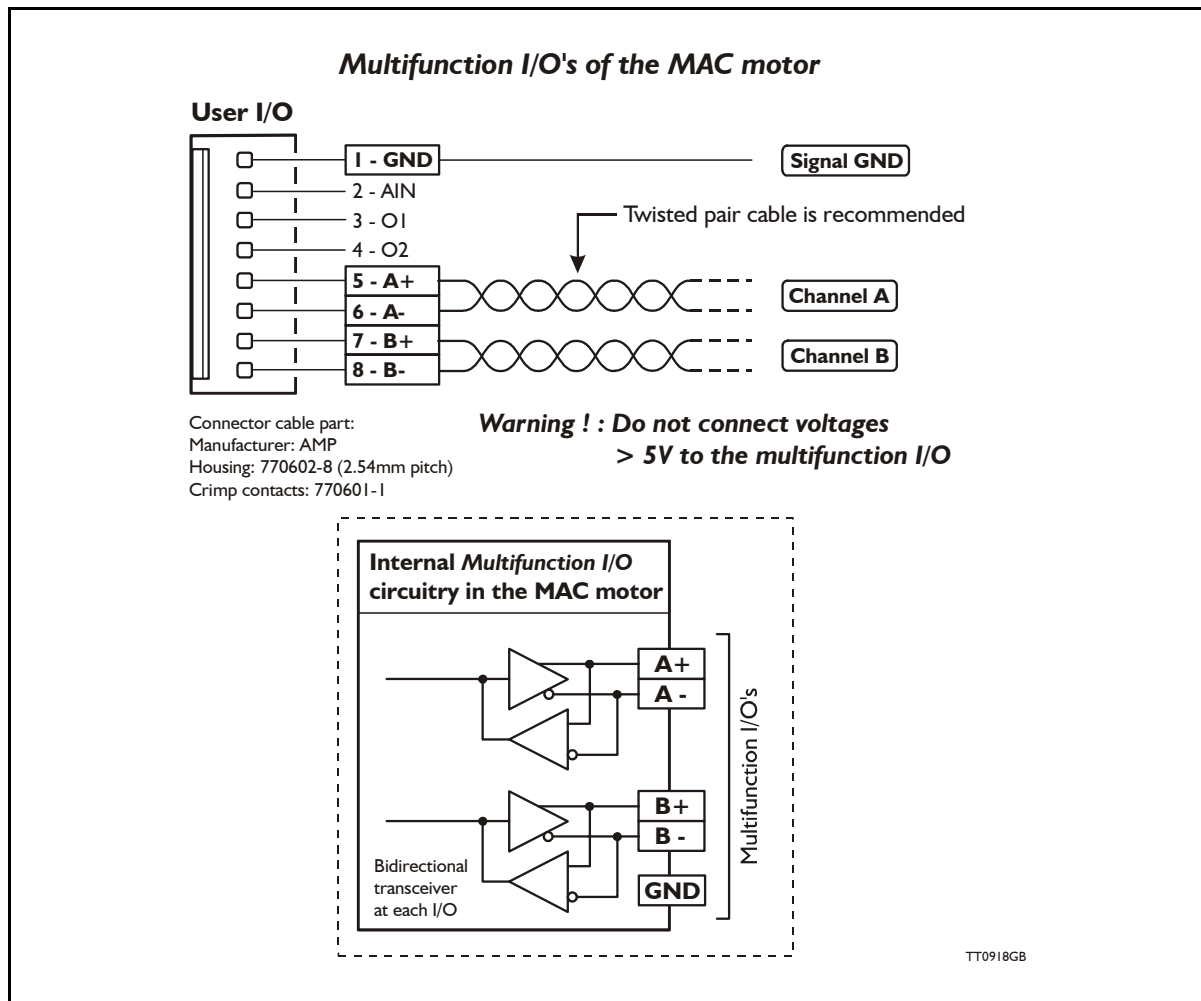 Multifunction I/O's of the MAC motor
User I/O
1 - GND
Signal GND
2 - AIN
3 - O1
Twisted pair cable is recommended
4 - O2
5 - A+
6 - A-
Channel A
7 - B+
8 - B-
Channel B
Connector cable part:
Manufacturer: AMP
Housing: 770602-8 (2.54mm pitch)
Crimp contacts: 770601-1
Warning ! : Do not connect voltages
> 5V to the multifunction I/O
Internal Multifunction I/O
circuitry in the MAC motor
A+
A -
B+
B -
GND
Multifunction I/O's
Bidirectional
transceiver
at each I/O
TT0918GB